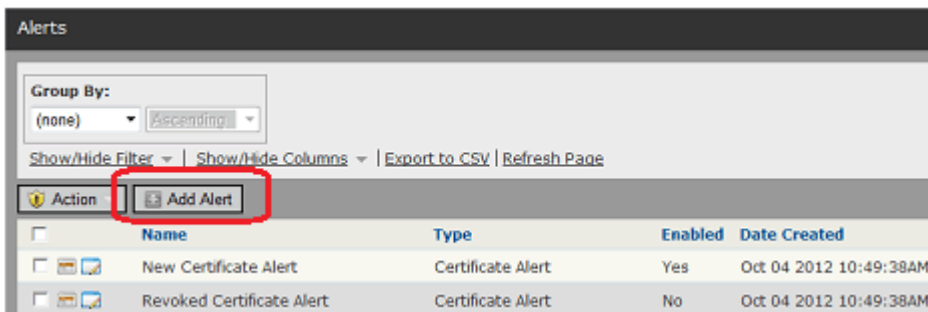 Alerts
Group By:
(none) Ascending
Show/Hide Filter | Show/Hide Columns | Export to CSV | Refresh Page
Action Add Alert
Name Type Enabled Date Created
New Certificate Alert Certificate Alert Yes Oct 04 2012 10:49:38AM
Revoked Certificate Alert Certificate Alert No Oct 04 2012 10:49:38AM